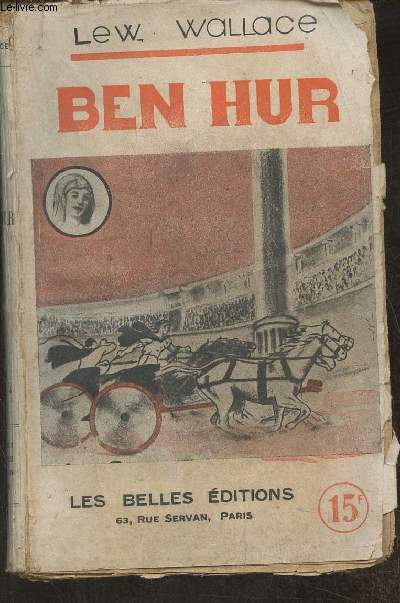 Le-livre.com
Lew Wallace
BEN HUR
LES BELLES ÉDITIONS
63, RUE SERVAN, PARIS
15F